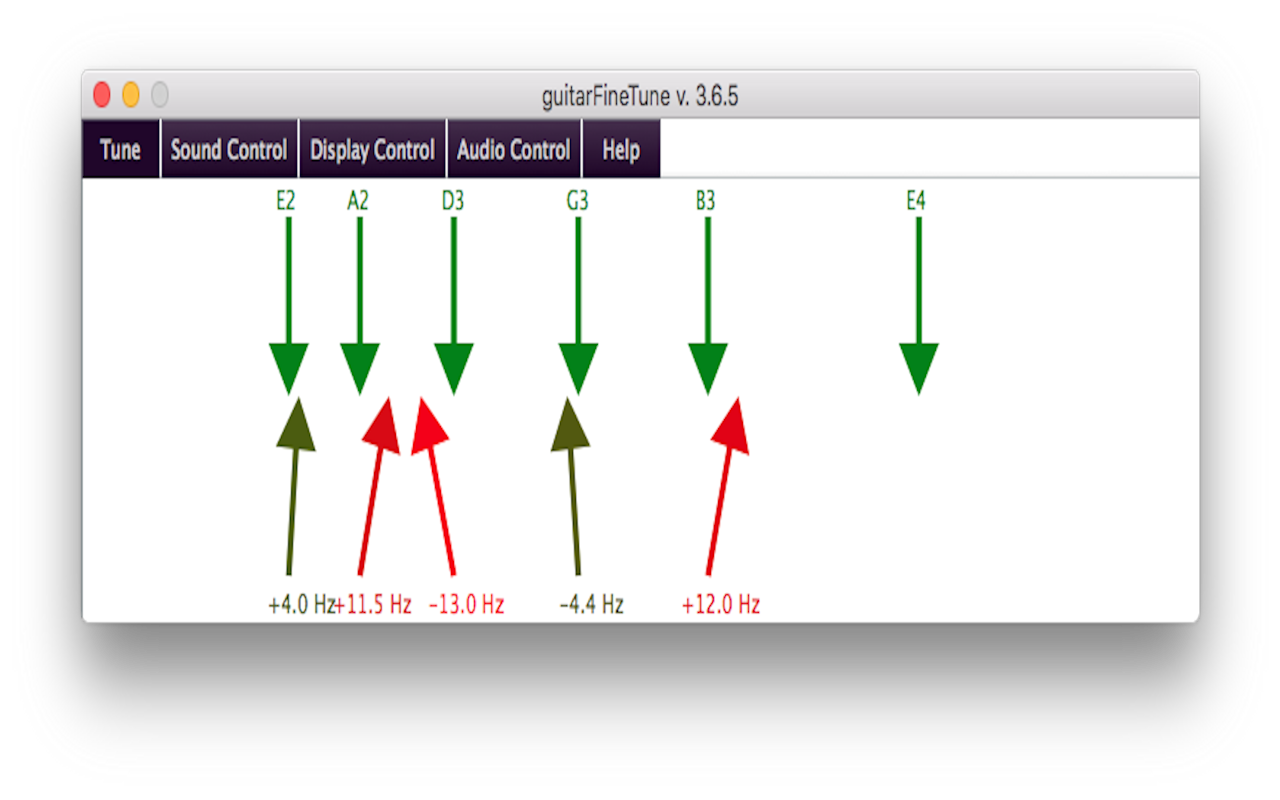 guitarFineTune v. 3.6.5
Tune Sound Control Display Control Audio Control Help
E2 A2 D3 G3 B3 E4
+4.0 Hz +11.5 Hz -13.0 Hz -4.4 Hz +12.0 Hz